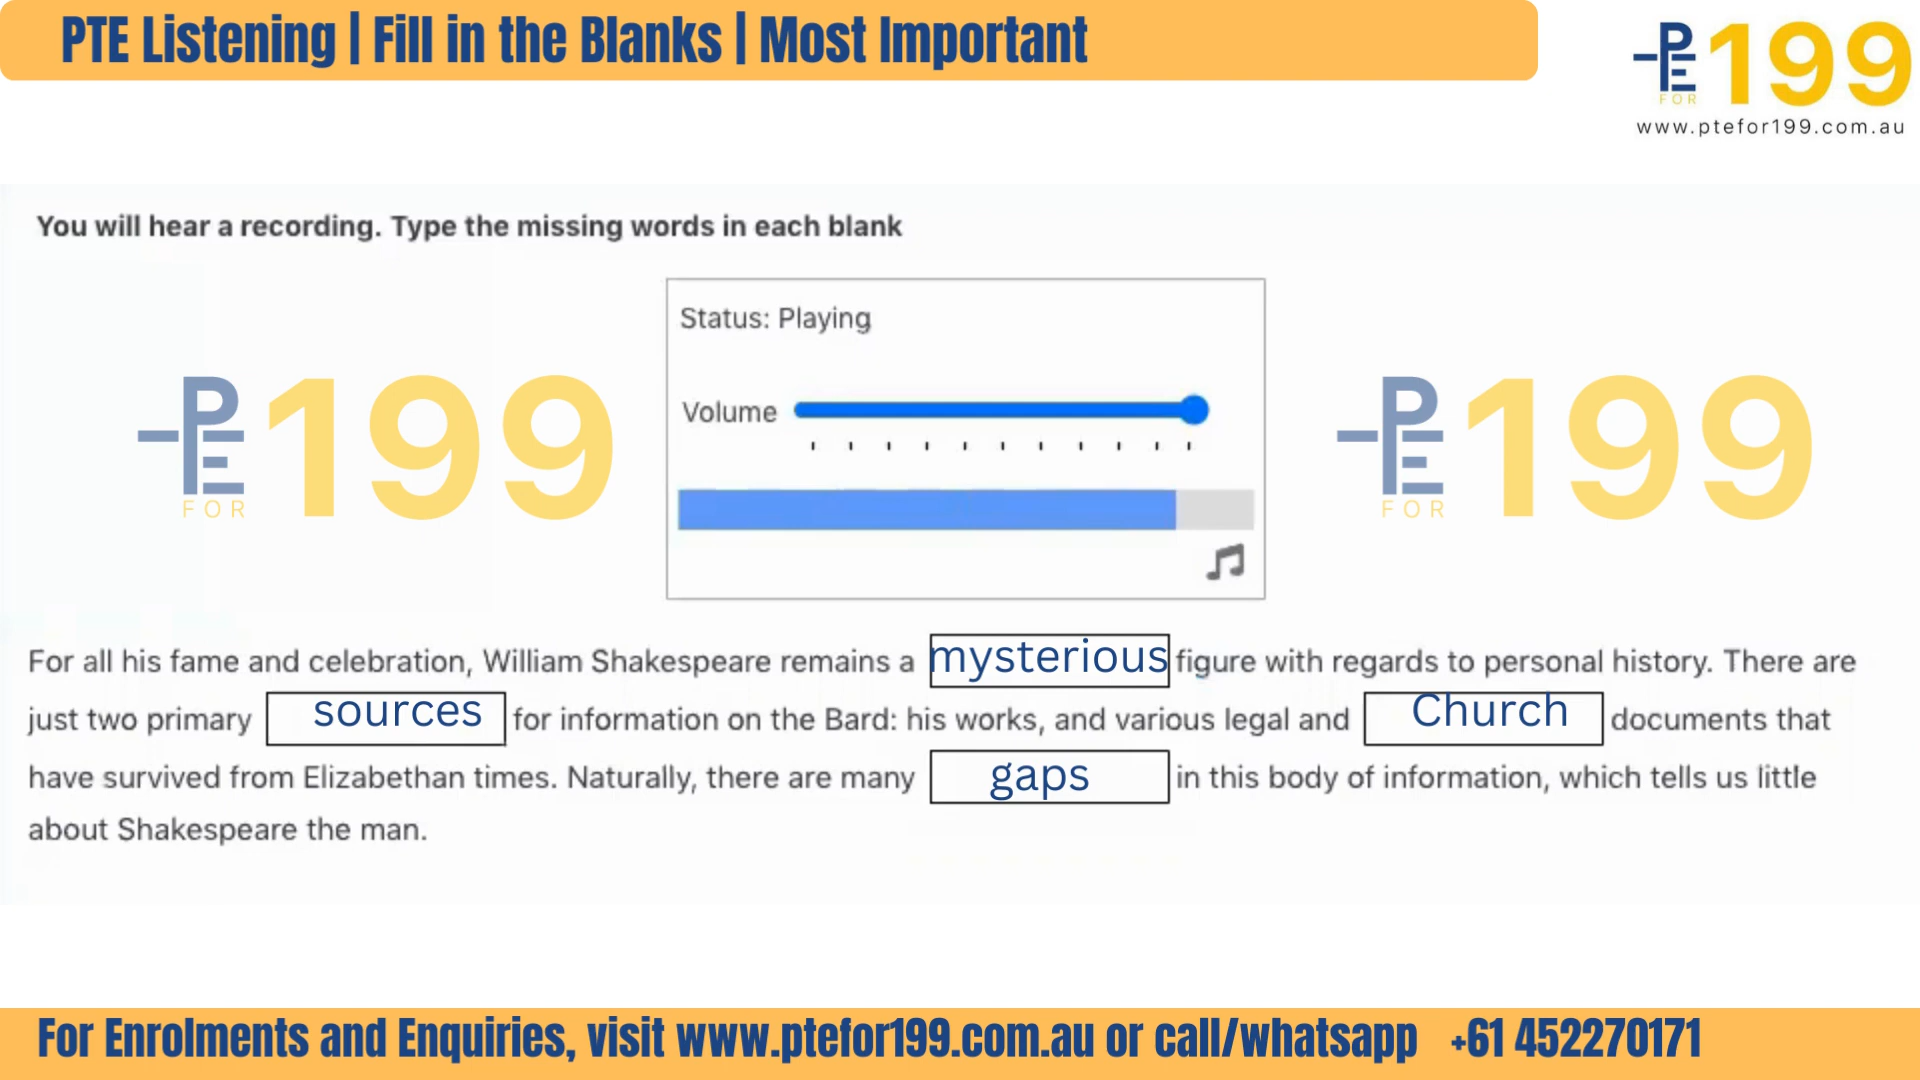 PTE Listening | Fill in the Blanks | Most Important
PTE 199
FOR
www.ptefor199.com.au
You will hear a recording. Type the missing words in each blank
Status: Playing
Volume
PTE 199
FOR
PTE 199
FOR
For all his fame and celebration, William Shakespeare remains a mysterious figure with regards to personal history. There are
just two primary sources for information on the Bard: his works, and various legal and Church documents that
have survived from Elizabethan times. Naturally, there are many gaps in this body of information, which tells us little
about Shakespeare the man.
For Enrolments and Enquiries, visit www.ptefor199.com.au or call/whatsapp +61 452270171